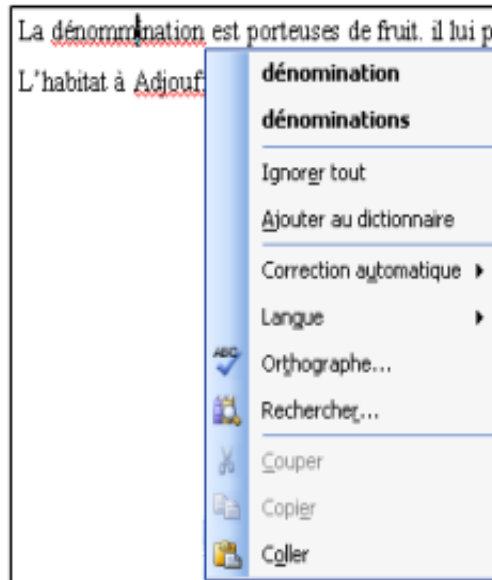 La dénommination est porteuses de fruit. il lui p
L'habitat à Adjouf
dénomination
dénominations
Ignorer tout
Ajouter au dictionnaire
Correction automatique
Langue
ABC
Orthographe...
Rechercher...
Couper
Copier
Coller